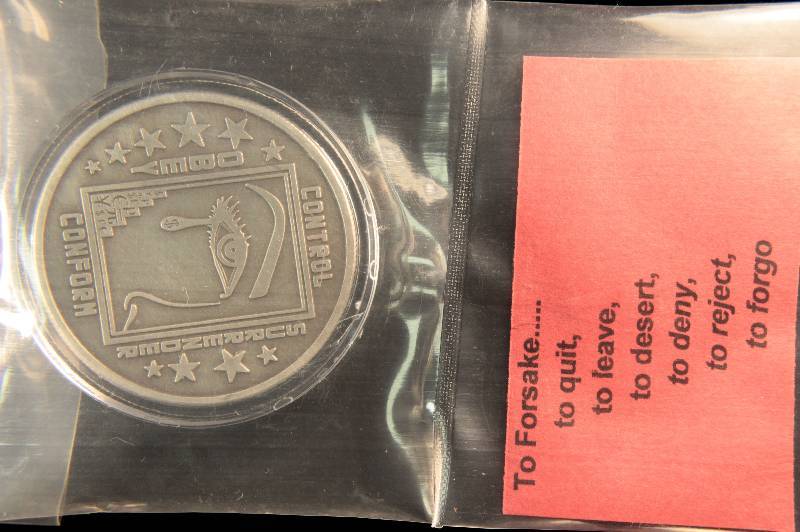 CONTROL
OBEY
SURRENDER
CONFORM
To Forsake.....
to quit,
to leave,
to desert,
to deny,
to reject,
to forgo